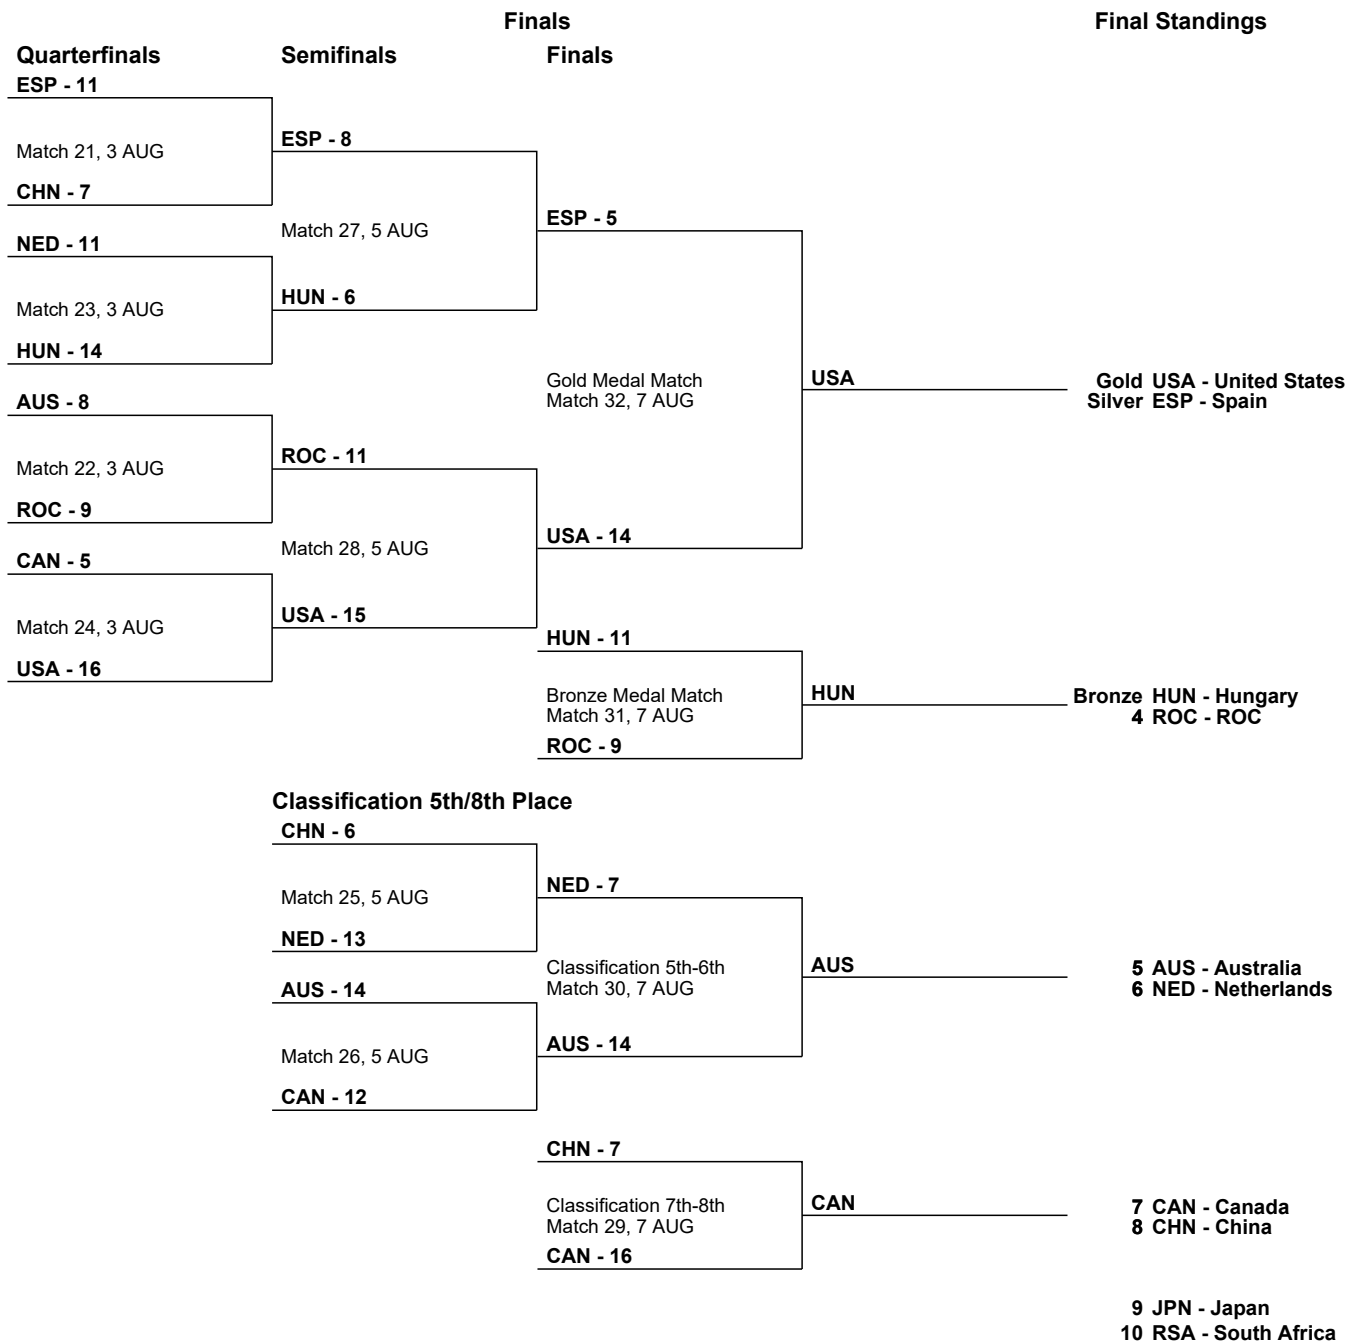 Finals
Final Standings
Quarterfinals
Semifinals
Finals
ESP - 11
Match 21, 3 AUG
CHN - 7
NED - 11
Match 23, 3 AUG
HUN - 14
AUS - 8
Match 22, 3 AUG
ROC - 9
CAN - 5
Match 24, 3 AUG
USA - 16
ESP - 8
Match 27, 5 AUG
HUN - 6
ROC - 11
Match 28, 5 AUG
USA - 15
ESP - 5
Gold Medal Match
Match 32, 7 AUG
USA - 14
USA
Gold USA - United States
Silver ESP - Spain
HUN - 11
Bronze Medal Match
Match 31, 7 AUG
ROC - 9
HUN
Bronze HUN - Hungary
4 ROC - ROC
Classification 5th/8th Place
CHN - 6
Match 25, 5 AUG
NED - 13
AUS - 14
Match 26, 5 AUG
CAN - 12
NED - 7
Classification 5th-6th
Match 30, 7 AUG
AUS - 14
AUS
5 AUS - Australia
6 NED - Netherlands
CHN - 7
Classification 7th-8th
Match 29, 7 AUG
CAN - 16
CAN
7 CAN - Canada
8 CHN - China
9 JPN - Japan
10 RSA - South Africa